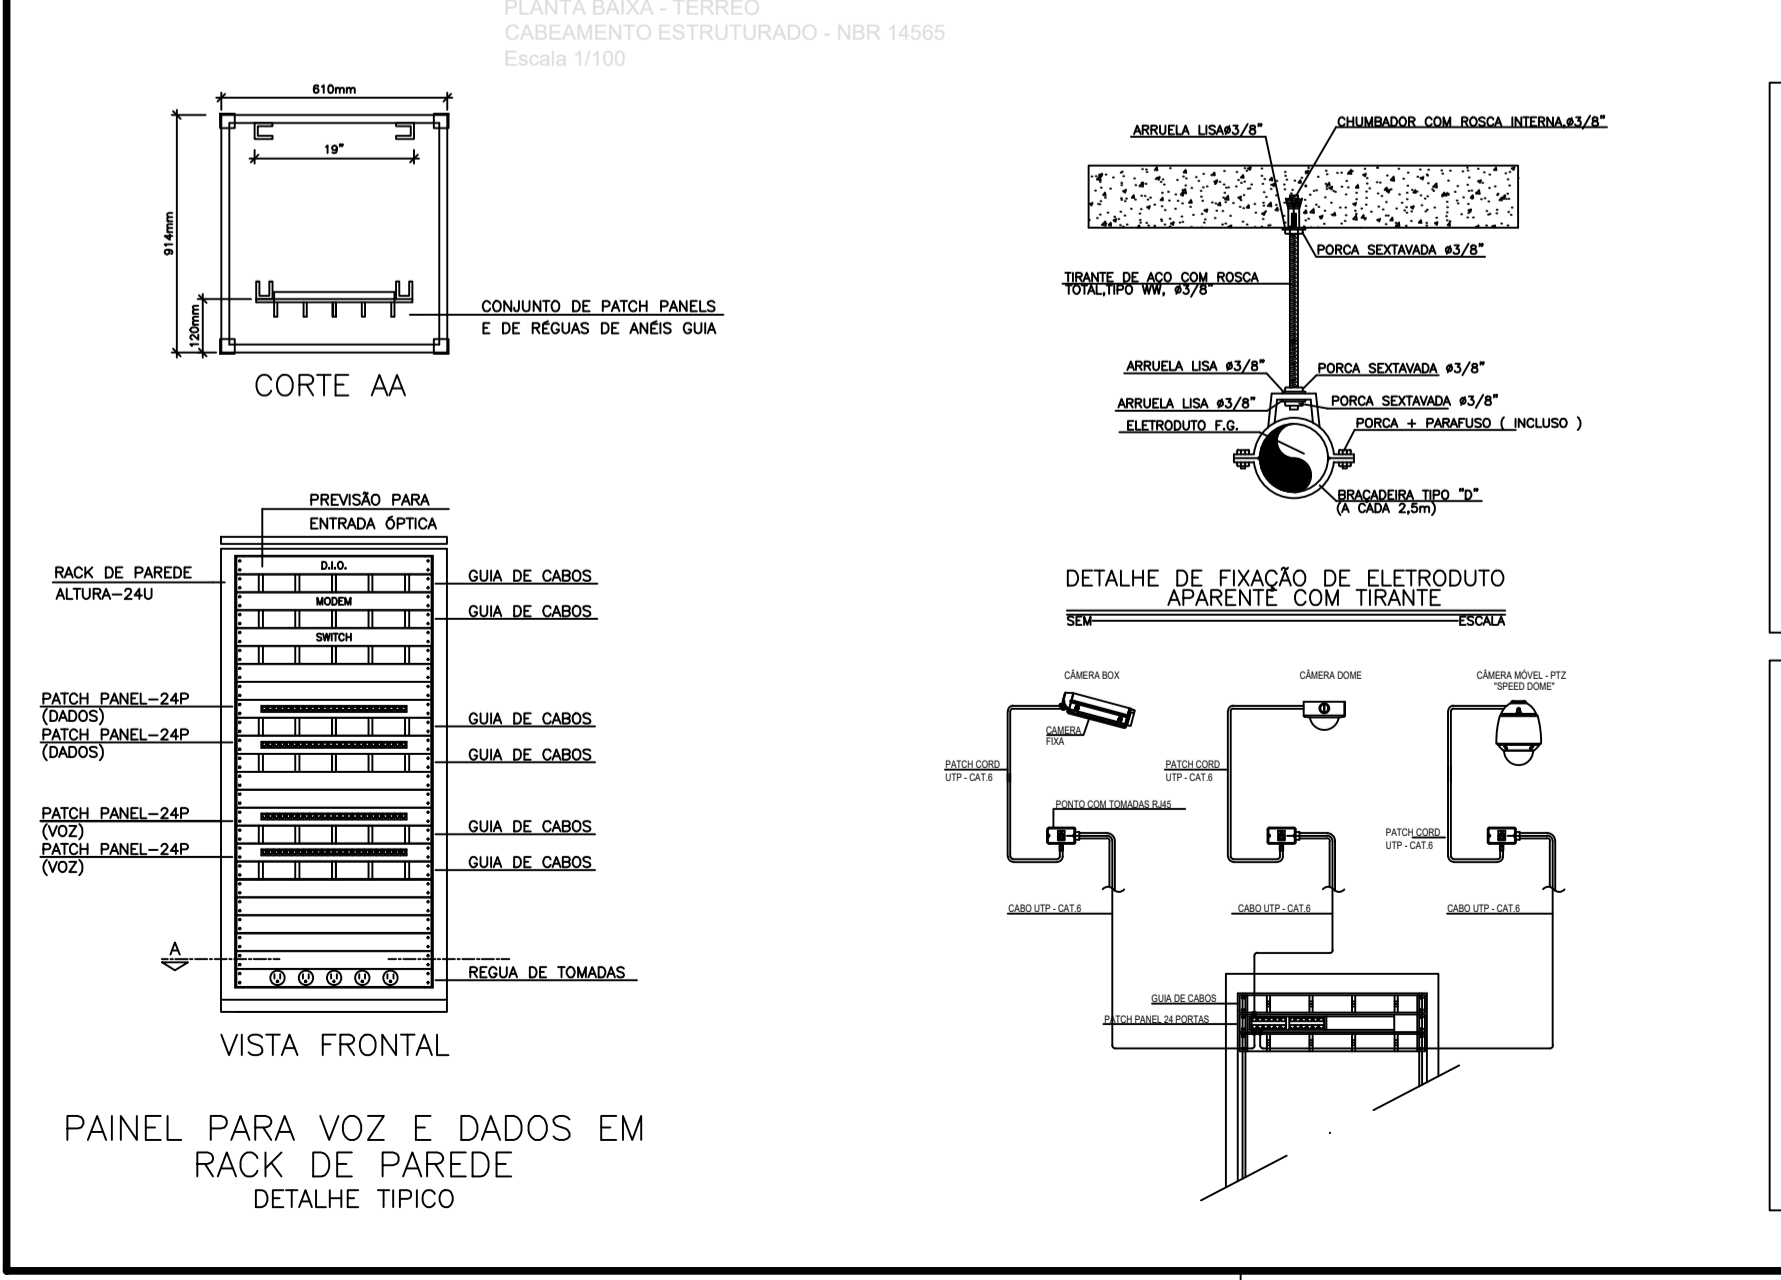 PLANTA BAIXA - TERREO
CABEAMENTO ESTRUTURADO - NBR 14565
Escala 1/100
610mm
19"
914mm
120mm
CONJUNTO DE PATCH PANELS
E DE RÉGUAS DE ANÉIS GUIA
CORTE AA
PREVISÃO PARA
ENTRADA ÓPTICA
RACK DE PAREDE
ALTURA-24U
D.I.O.
GUIA DE CABOS
MODEM
GUIA DE CABOS
SWITCH
PATCH PANEL-24P
(DADOS)
GUIA DE CABOS
PATCH PANEL-24P
(DADOS)
GUIA DE CABOS
PATCH PANEL-24P
(VOZ)
GUIA DE CABOS
PATCH PANEL-24P
(VOZ)
GUIA DE CABOS
A
REGUA DE TOMADAS
VISTA FRONTAL
PAINEL PARA VOZ E DADOS EM
RACK DE PAREDE
DETALHE TIPICO
ARRUELA LISAø3/8"
CHUMBADOR COM ROSCA INTERNA,ø3/8"
PORCA SEXTAVADA ø3/8"
TIRANTE DE AÇO COM ROSCA
TOTAL,TIPO WW, ø3/8"
ARRUELA LISA ø3/8"
PORCA SEXTAVADA ø3/8"
ARRUELA LISA ø3/8"
PORCA SEXTAVADA ø3/8"
ELETRODUTO F.G.
PORCA + PARAFUSO ( INCLUSO )
BRAÇADEIRA TIPO "D"
(A CADA 2,5m)
DETALHE DE FIXAÇÃO DE ELETRODUTO
APARENTE COM TIRANTE
SEM ESCALA
CÂMERA BOX
CÂMERA DOME
CÂMERA MÓVEL - PTZ
"SPEED DOME"
CAMERA
FIXA
PATCH CORD
UTP - CAT.6
PATCH CORD
UTP - CAT.6
PONTO COM TOMADAS RJ45
PATCH CORD
UTP - CAT.6
CABO UTP - CAT.6
CABO UTP - CAT.6
CABO UTP - CAT.6
GUIA DE CABOS
PATCH PANEL 24 PORTAS